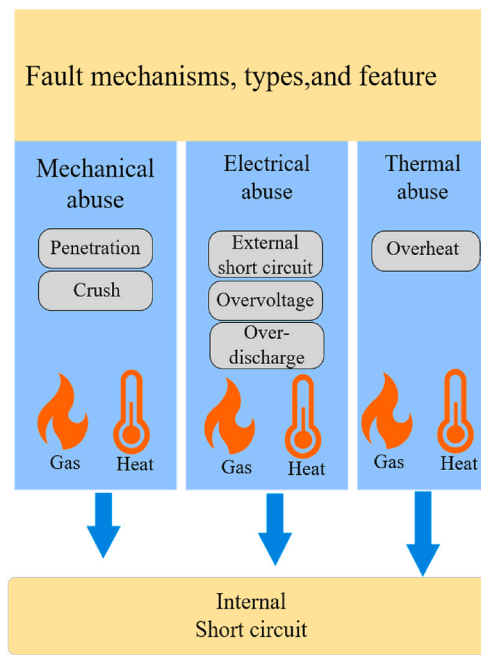 Fault mechanisms, types,and feature
Mechanical
abuse
Penetration
Crush
Gas
Heat
Electrical
abuse
External
short circuit
Overvoltage
Over-
discharge
Gas
Heat
Thermal
abuse
Overheat
Gas
Heat
Internal
Short circuit